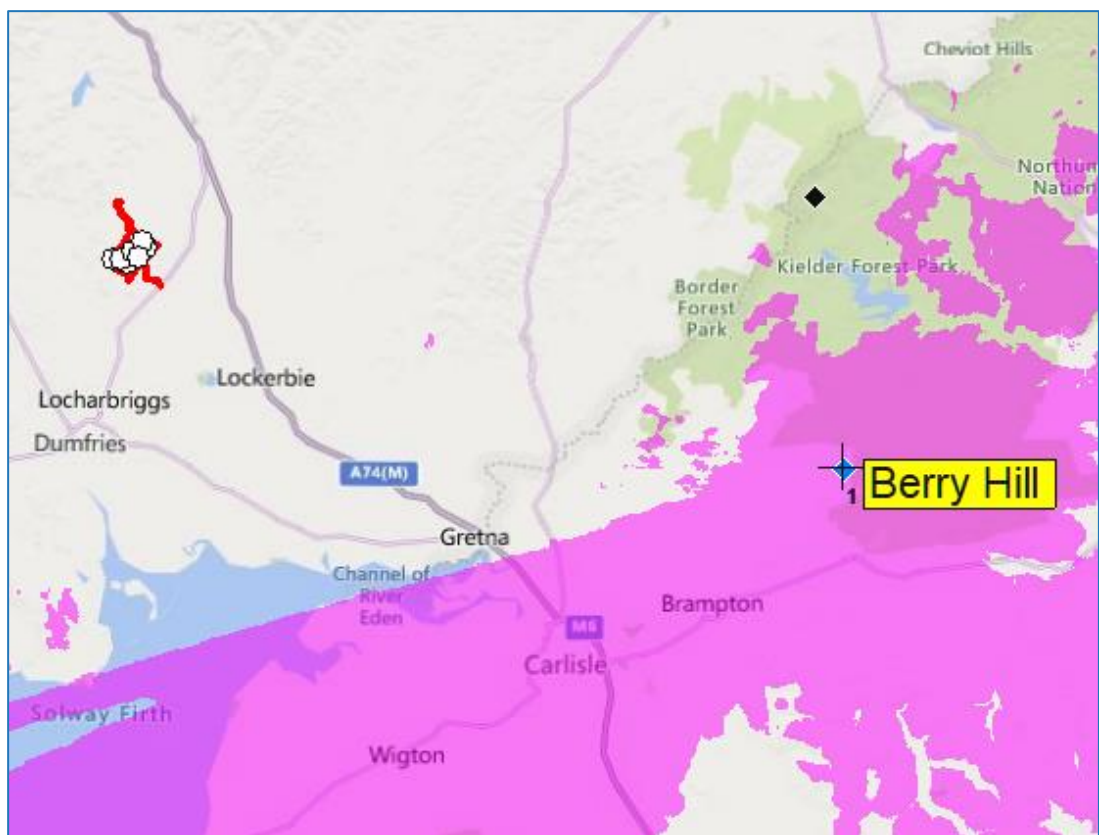 Cheviot Hills
Northum
Nation
Kielder Forest Park
Border
Forest
Park
Lockerbie
Locharbriggs
Dumfries
A74(M)
Berry Hill
1
Gretna
Channel of
River
Eden
Brampton
M6
Carlisle
Solway Firth
Wigton